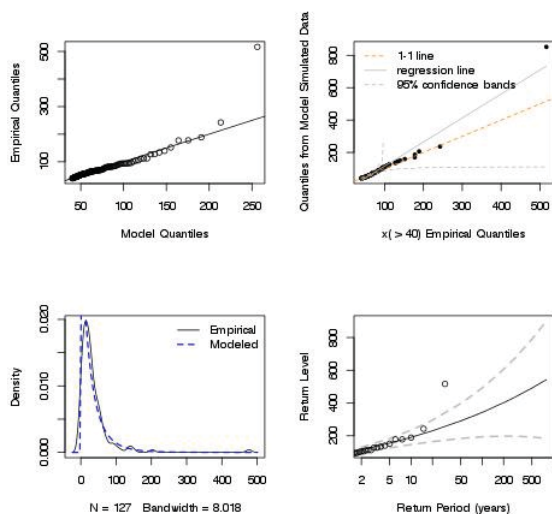 Empirical Quantiles
500
300
100
50
100
150
200
250
Model Quantiles
Quantiles from Model Simulated Data
800
600
400
200
1-1 line
regression line
95% confidence bands
100
200
300
400
500
x( > 40) Empirical Quantiles
Density
0.020
0.010
0.000
Empirical
Modeled
0
100
200
300
400
500
N = 127 Bandwidth = 8.018
Return Level
800
600
400
200
2
5
10
20
50
200
500
Return Period (years)